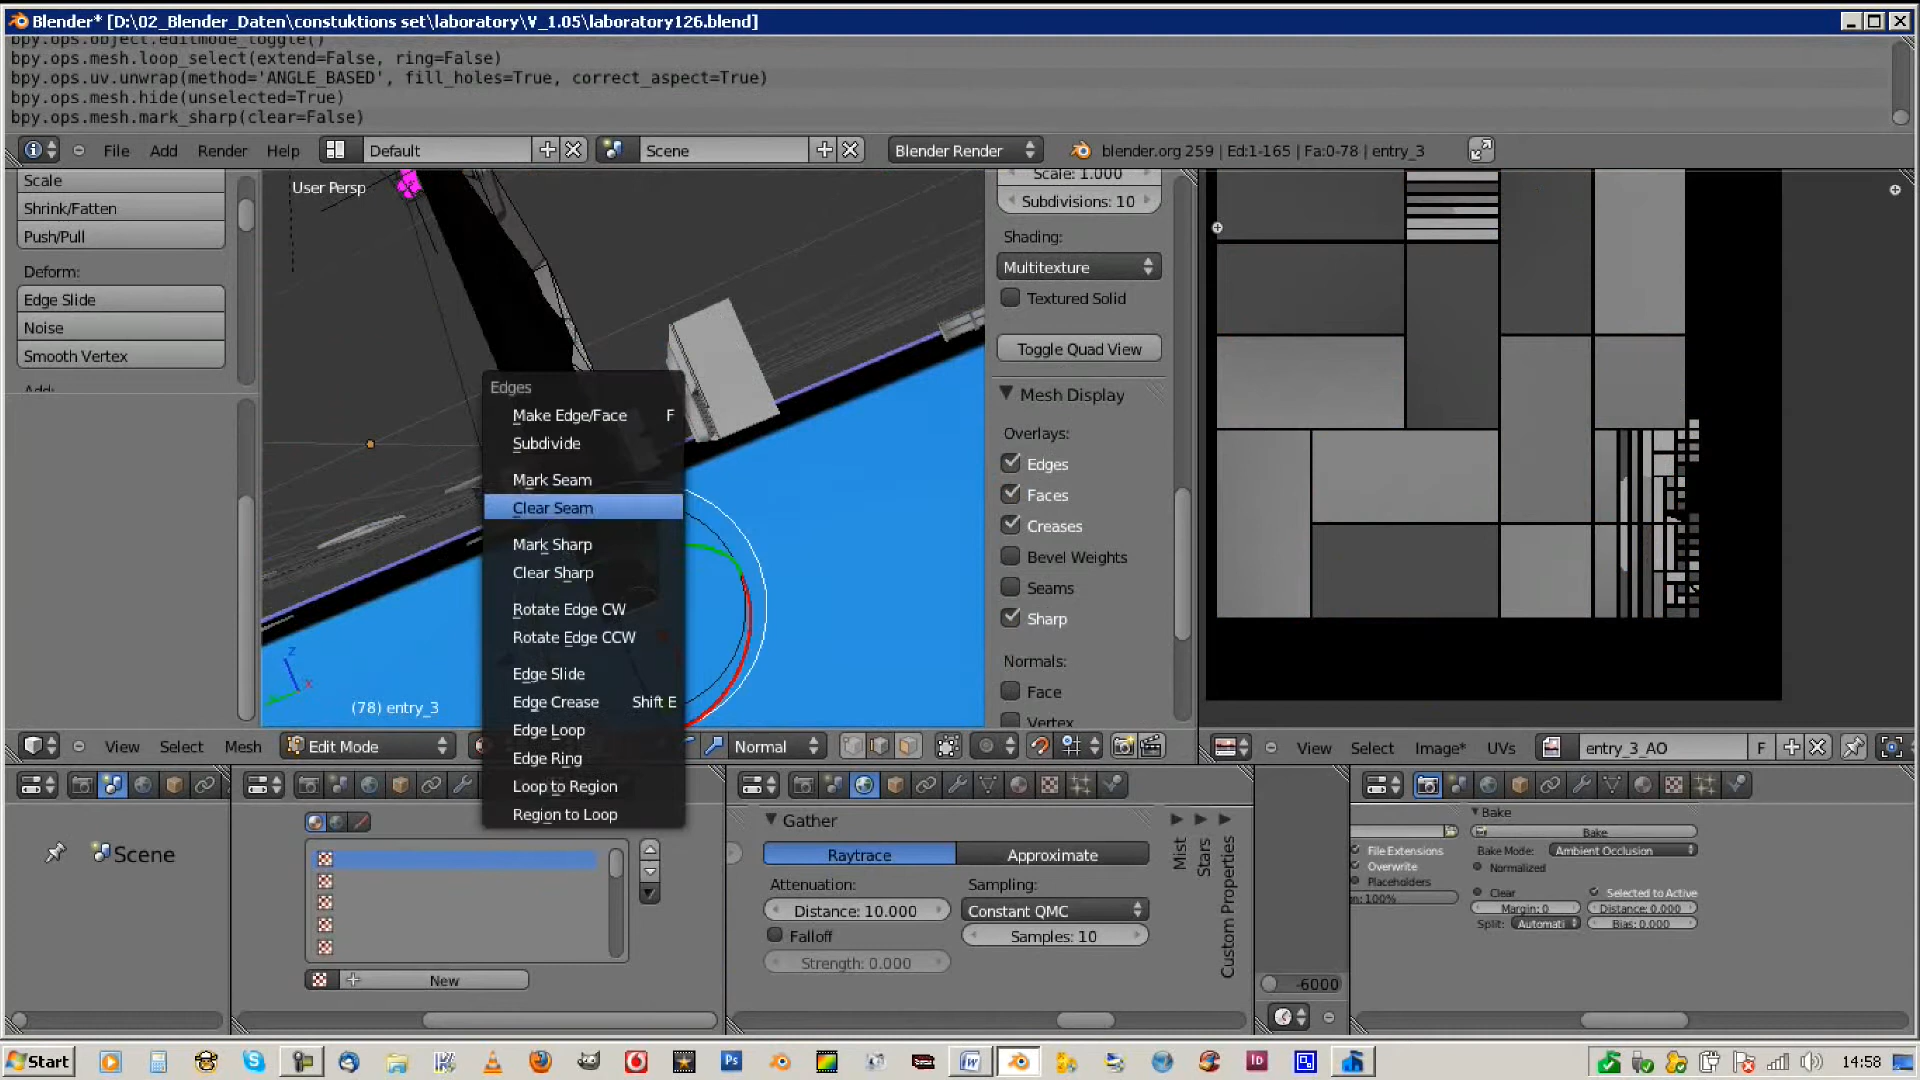 Blender* [D:\02_Blender_Daten\constuktions set\laboratory\V_1.05\laboratory126.blend]
bpy.ops.object.editmode_toggle()
bpy.ops.mesh.loop_select(extend=False, ring=False)
bpy.ops.uv.unwrap(method='ANGLE_BASED', fill_holes=True, correct_aspect=True)
bpy.ops.mesh.hide(unselected=True)
bpy.ops.mesh.mark_sharp(clear=False)
File Add Render Help Default Scene Blender Render blender.org 259 | Ed:1-165 | Fa:0-78 | entry_3
Scale
Shrink/Fatten
Push/Pull
Deform:
Edge Slide
Noise
Smooth Vertex
Add:
User Persp
(78) entry_3
Z
X
Edges
Make Edge/Face F
Subdivide
Mark Seam
Clear Seam
Mark Sharp
Clear Sharp
Rotate Edge CW
Rotate Edge CCW
Edge Slide
Edge Crease Shift E
Edge Loop
Edge Ring
Loop to Region
Region to Loop
Scale: 1.000
Subdivisions: 10
Shading:
Multitexture
Textured Solid
Toggle Quad View
Mesh Display
Overlays:
Edges
Faces
Creases
Bevel Weights
Seams
Sharp
Normals:
Face
Vertex
View Select Mesh Edit Mode Normal
View Select Image* UVs entry_3_AO F
Scene
New
Gather
Raytrace Approximate
Attenuation: Sampling:
Distance: 10.000 Constant QMC
Falloff Samples: 10
Strength: 0.000
Mist
Stars
Custom Properties
-6000
File Extensions
Overwrite
Placeholders
n: 100%
Bake
Bake
Bake Mode: Ambient Occlusion
Normalized
Clear Selected to Active
Margin: 0 Distance: 0.000
Split: Automati Bias: 0.000
Start Ps Id 14:58